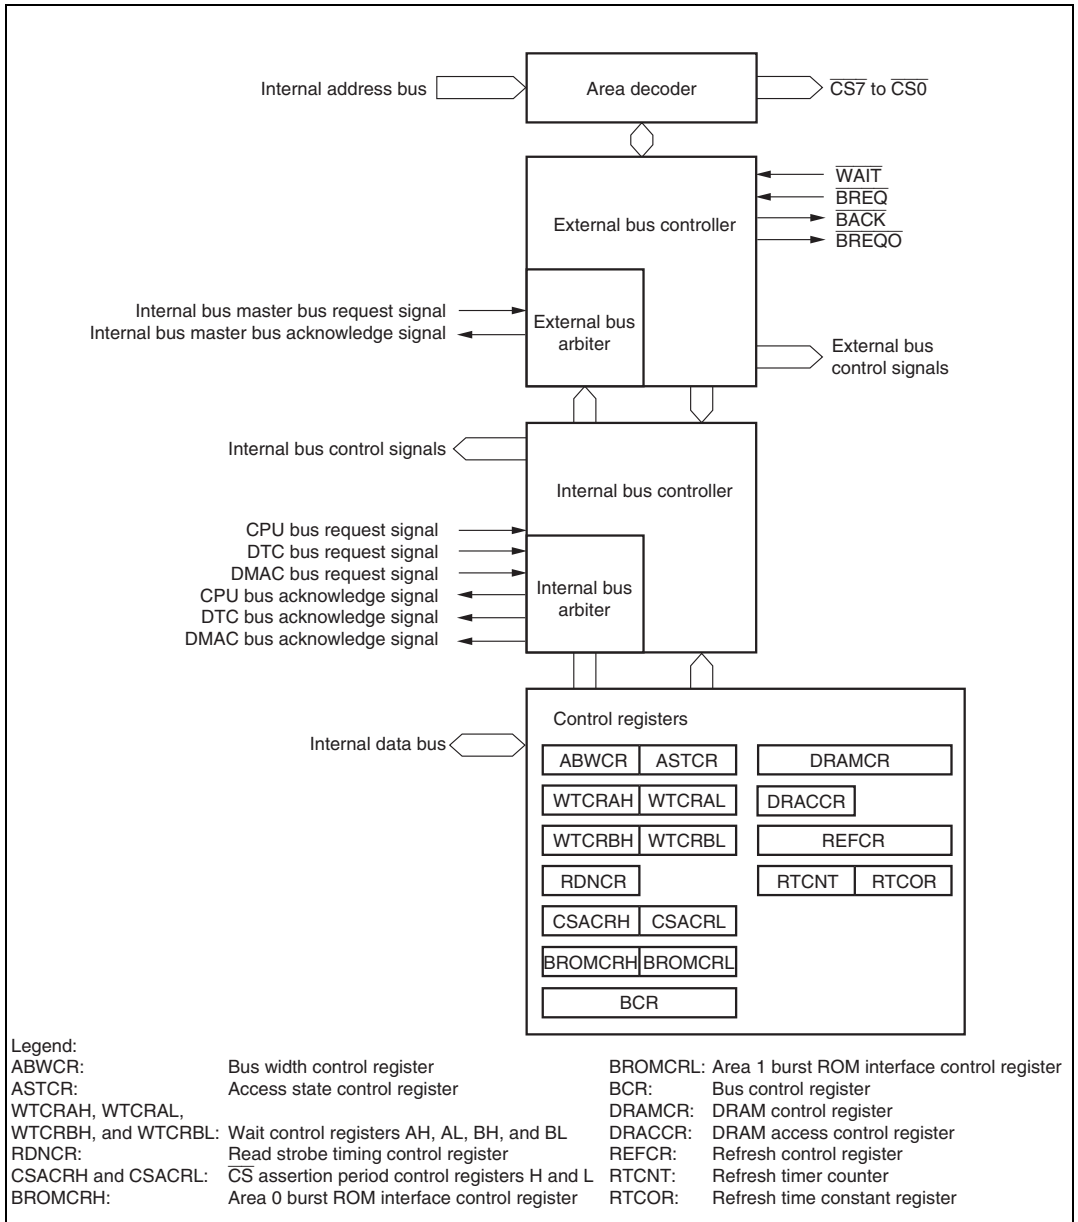 Internal address bus
Area decoder
CS7 to CS0
WAIT
BREQ
BACK
BREQO
External bus controller
Internal bus master bus request signal
Internal bus master bus acknowledge signal
External bus
arbiter
External bus
control signals
Internal bus control signals
Internal bus controller
CPU bus request signal
DTC bus request signal
DMAC bus request signal
CPU bus acknowledge signal
DTC bus acknowledge signal
DMAC bus acknowledge signal
Internal bus
arbiter
Control registers
Internal data bus
ABWCR ASTCR DRAMCR
WTCRAH WTCRAL DRACCR
WTCRBH WTCRBL REFCR
RDNCR RTCNT RTCOR
CSACRH CSACRL
BROMCRH BROMCRL
BCR
Legend:
ABWCR: Bus width control register
ASTCR: Access state control register
WTCRAH, WTCRAL,
WTCRBH, and WTCRBL: Wait control registers AH, AL, BH, and BL
RDNCR: Read strobe timing control register
CSACRH and CSACRL: CS assertion period control registers H and L
BROMCRH: Area 0 burst ROM interface control register
BROMCRL: Area 1 burst ROM interface control register
BCR: Bus control register
DRAMCR: DRAM control register
DRACCR: DRAM access control register
REFCR: Refresh control register
RTCNT: Refresh timer counter
RTCOR: Refresh time constant register